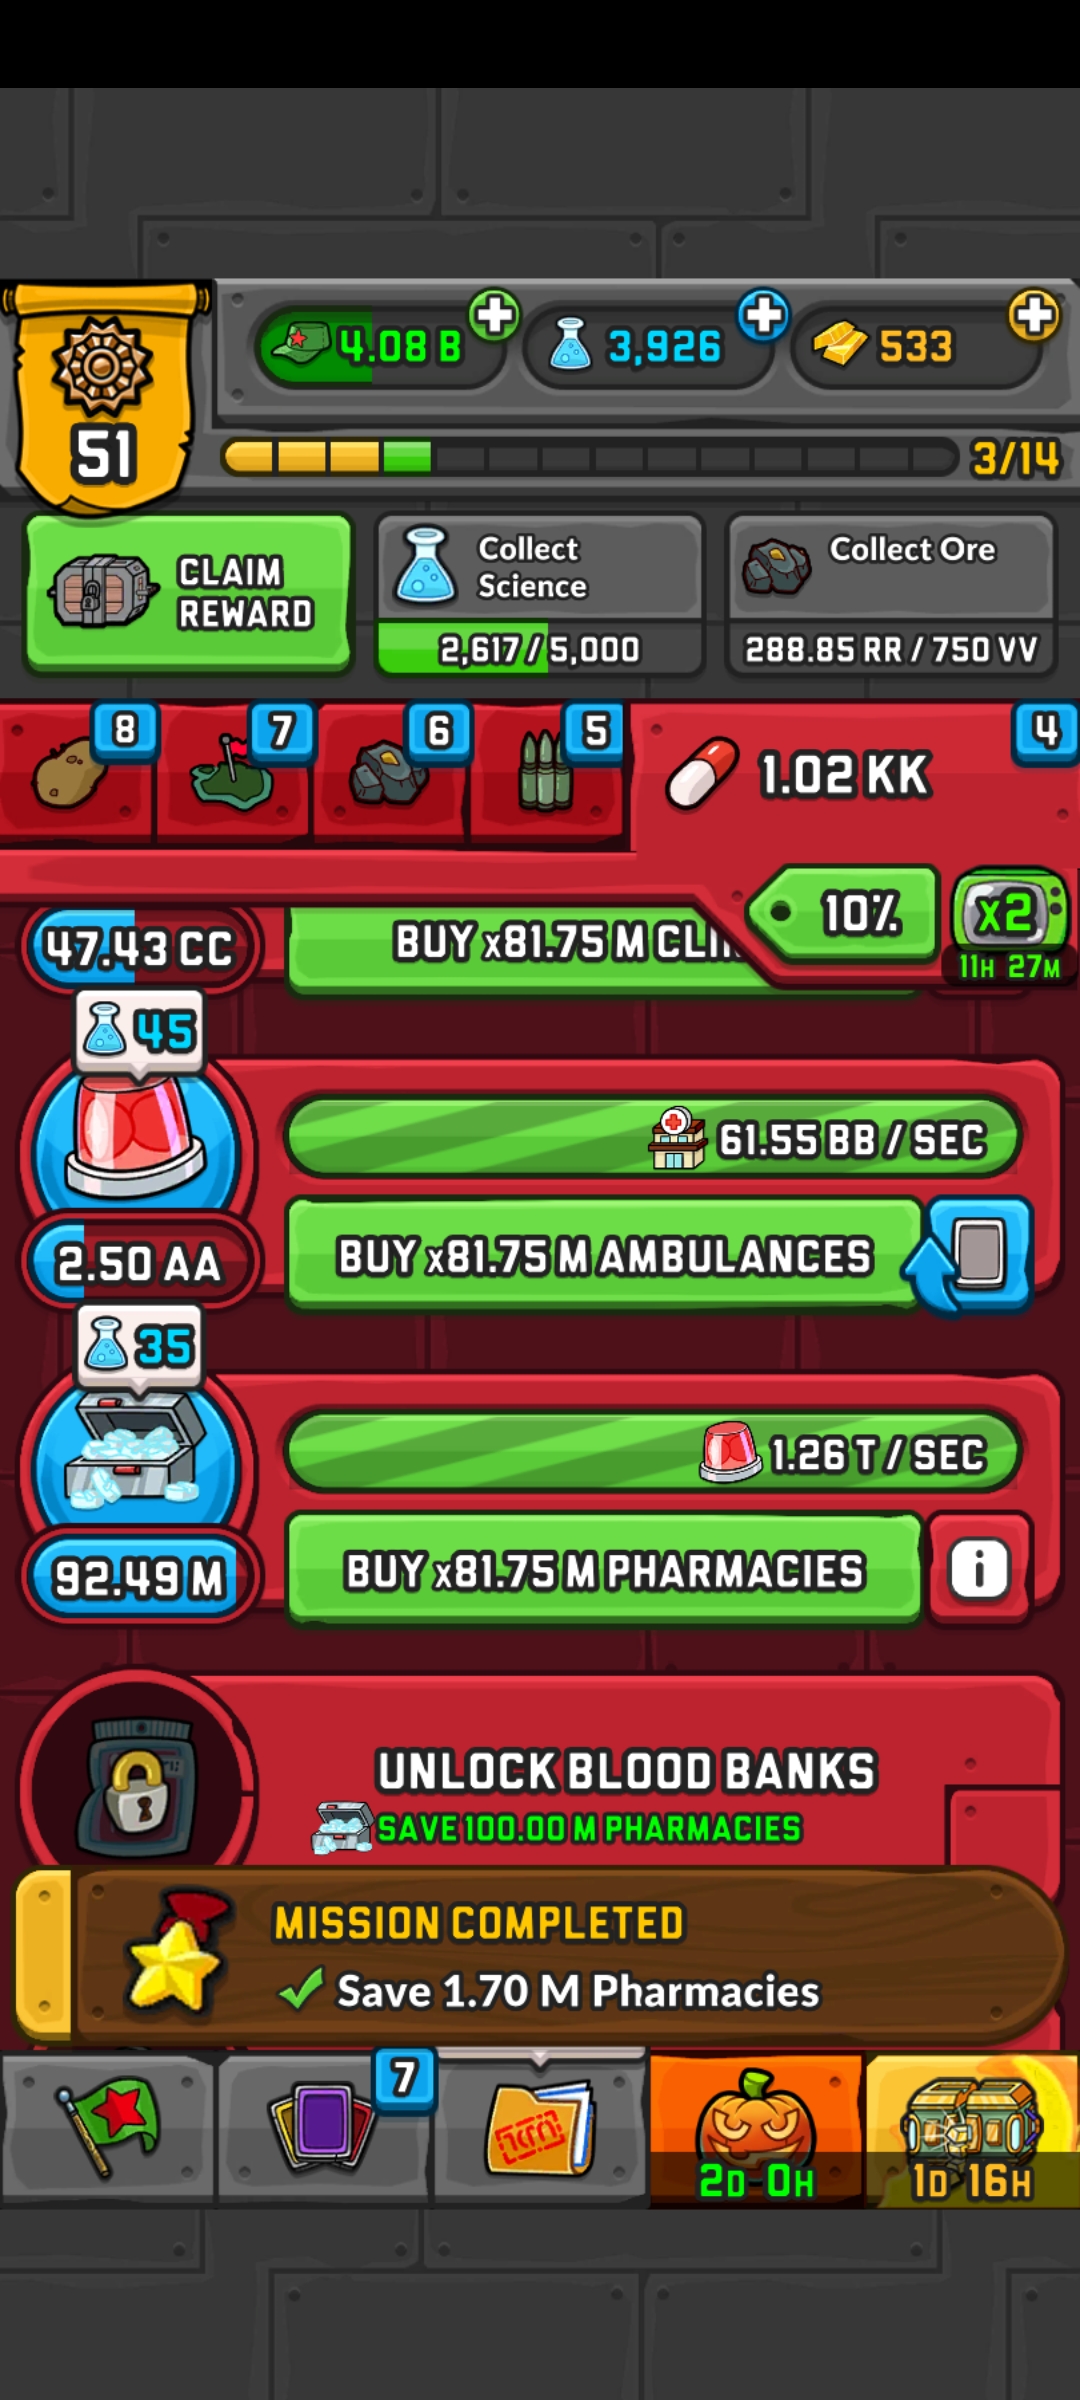 4.08 B
3,926
533
51
3/14
CLAIM
REWARD
Collect
Science
2,617 / 5,000
Collect Ore
288.85 RR / 750 VV
8
7
6
5
1.02 KK
4
10%
x2
11H 27M
47.43 CC
BUY x81.75 M
45
61.55 BB / SEC
2.50 AA
BUY x81.75 M AMBULANCES
35
1.26 T / SEC
92.49 M
BUY x81.75 M PHARMACIES
i
UNLOCK BLOOD BANKS
SAVE 100.00 M PHARMACIES
MISSION COMPLETED
Save 1.70 M Pharmacies
7
2D 0H
1D 16H